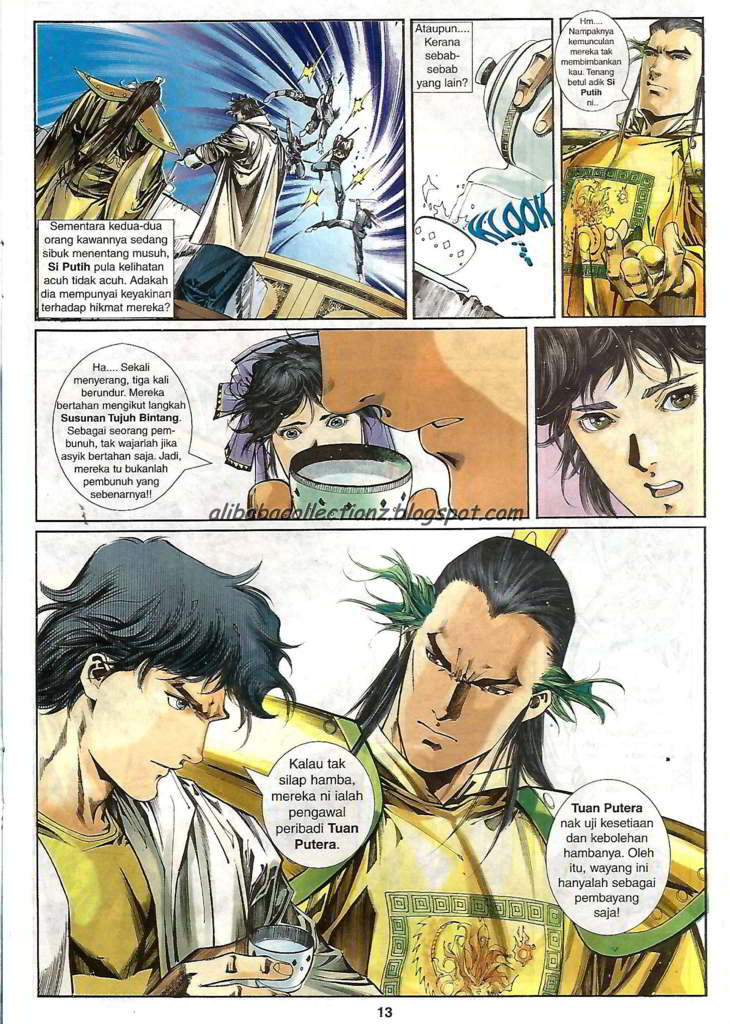 Sementara kedua-dua
orang kawannya sedang
sibuk menentang musuh,
Si Putih pula kelihatan
acuh tidak acuh. Adakah
dia mempunyai keyakinan
terhadap hikmat mereka?
Ataupun....
Kerana
sebab-
sebab
yang lain?
KLOOK
Hm....
Nampaknya
kemunculan
mereka tak
membimbankan
kau. Tenang
betul adik Si
Putih
ni..
Ha.... Sekali
menyerang, tiga kali
berundur. Mereka
bertahan mengikut langkah
Susunan Tujuh Bintang.
Sebagai seorang pem-
bunuh, tak wajarlah jika
asyik bertahan saja. Jadi,
mereka tu bukanlah
pembunuh yang
sebenarnya!!
alibabacollectionz.blogspot.com
Kalau tak
silap hamba,
mereka ni ialah
pengawal
peribadi Tuan
Putera.
Tuan Putera
nak uji kesetiaan
dan kebolehan
hambanya. Oleh
itu, wayang ini
hanyalah sebagai
pembayang
saja!
13